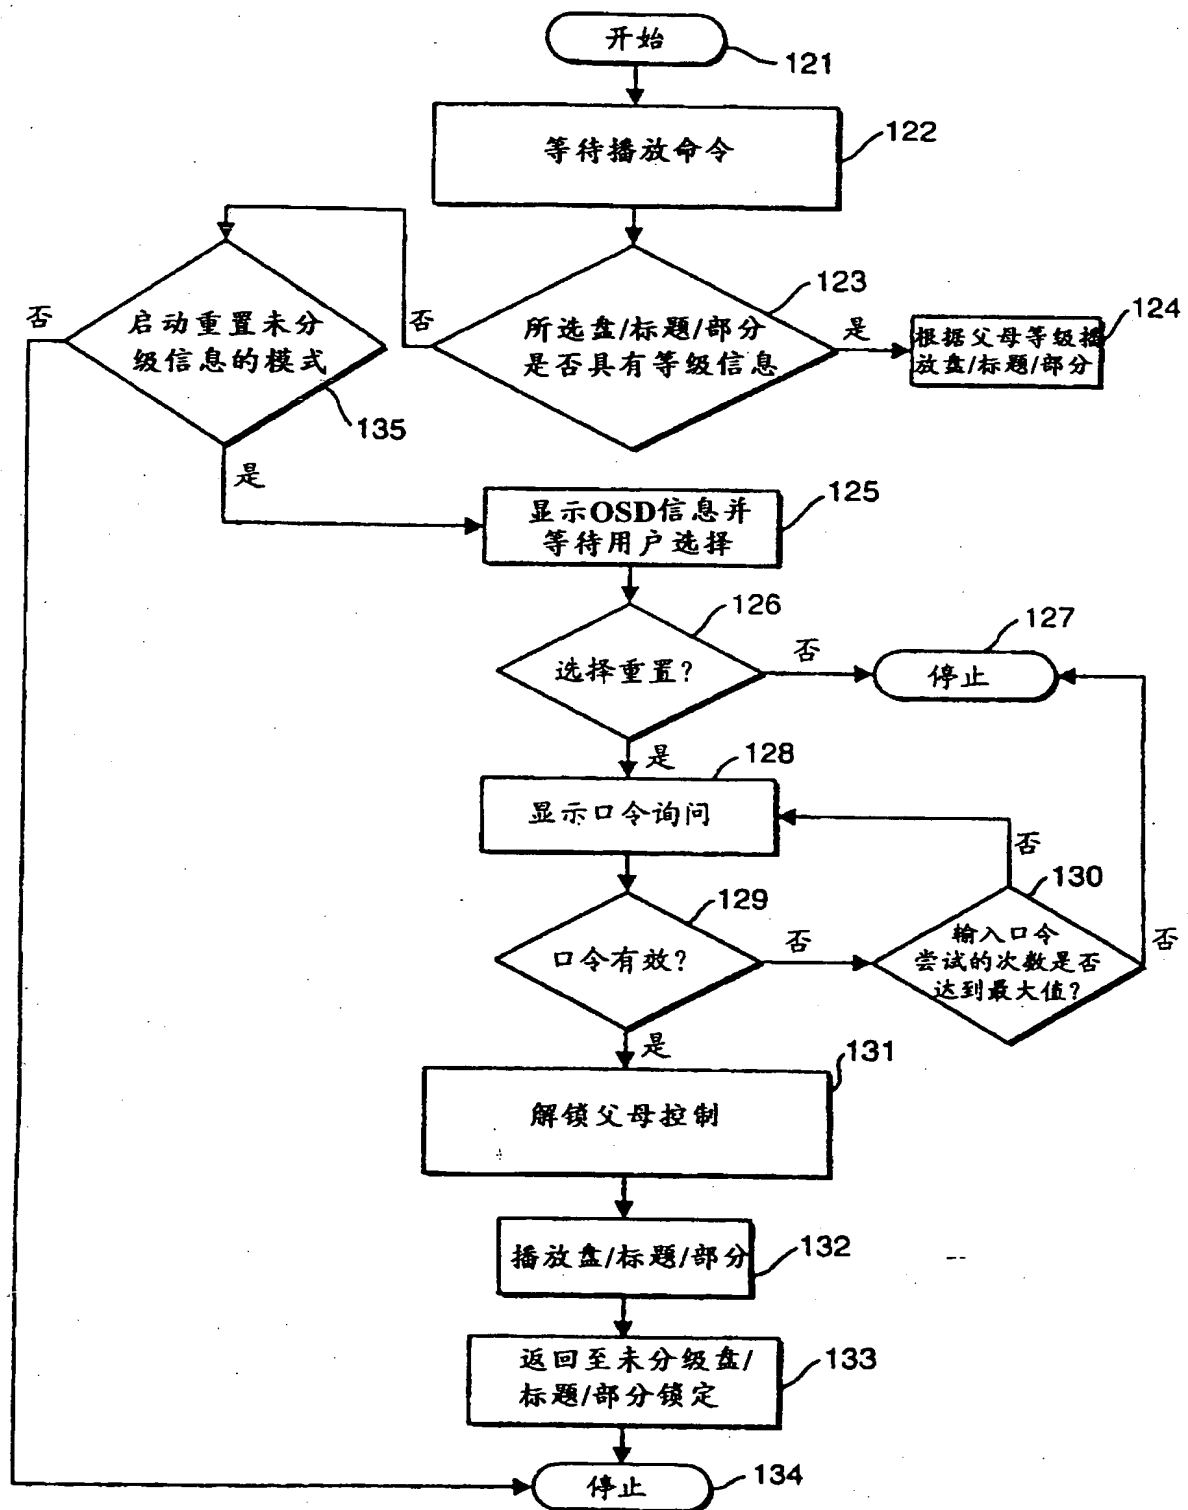 开始
121
等待播放命令
122
所选盘/标题/部分
是否具有等级信息
123
否
是
根据父母等级播
放盘/标题/部分
124
启动重置未分
级信息的模式
135
否
是
显示OSD信息并
等待用户选择
125
选择重置?
126
否
停止
127
是
显示口令询问
128
口令有效?
129
否
输入口令
尝试的次数是否
达到最大值?
130
否
否
是
解锁父母控制
131
播放盘/标题/部分
132
返回至未分级盘/
标题/部分锁定
133
停止
134